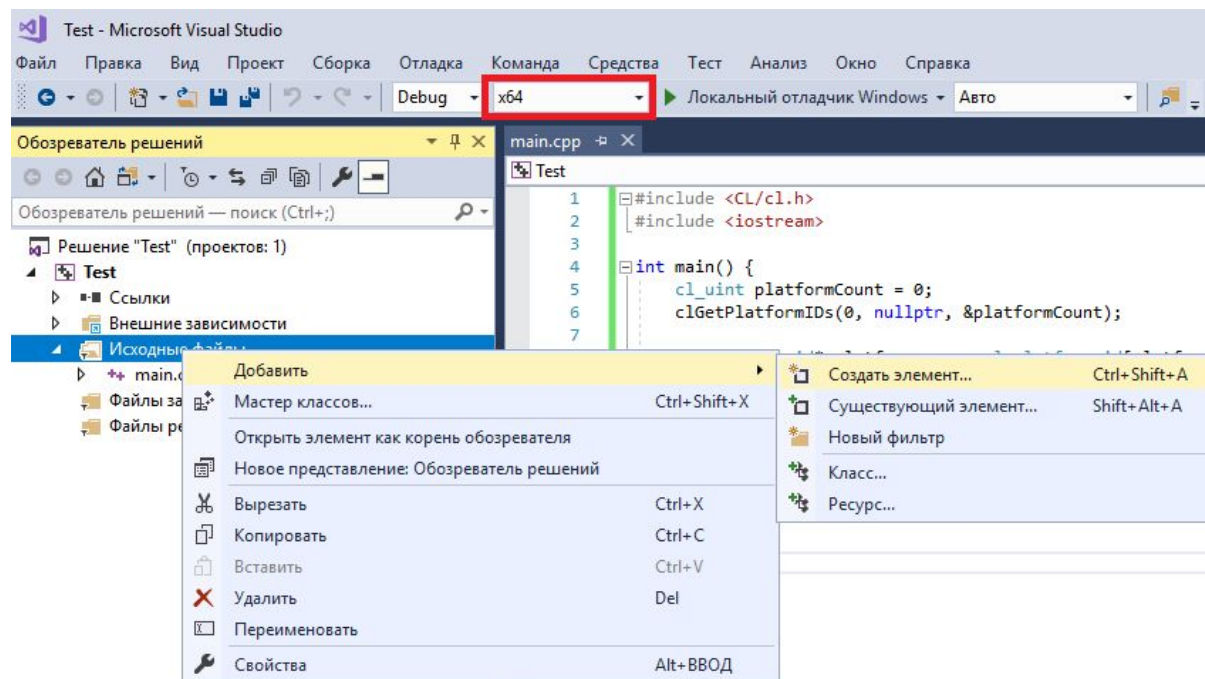 Test - Microsoft Visual Studio
Файл Правка Вид Проект Сборка Отладка Команда Средства Тест Анализ Окно Справка
Debug x64 Локальный отладчик Windows Авто
Обозреватель решений
main.cpp
Test
Обозреватель решений — поиск (Ctrl+;)
Решение "Test" (проектов: 1)
Test
Ссылки
Внешние зависимости
Исходные файлы
main.c
Файлы за
Файлы ре
1 #include <CL/cl.h>
2 #include <iostream>
3
4 int main() {
5 cl_uint platformCount = 0;
6 clGetPlatformIDs(0, nullptr, &platformCount);
7
Добавить
Мастер классов... Ctrl+Shift+X
Открыть элемент как корень обозревателя
Новое представление: Обозреватель решений
Вырезать Ctrl+X
Копировать Ctrl+C
Вставить Ctrl+V
Удалить Del
Переименовать
Свойства Alt+ВВОД
Создать элемент... Ctrl+Shift+A
Существующий элемент... Shift+Alt+A
Новый фильтр
Класс...
Ресурс...